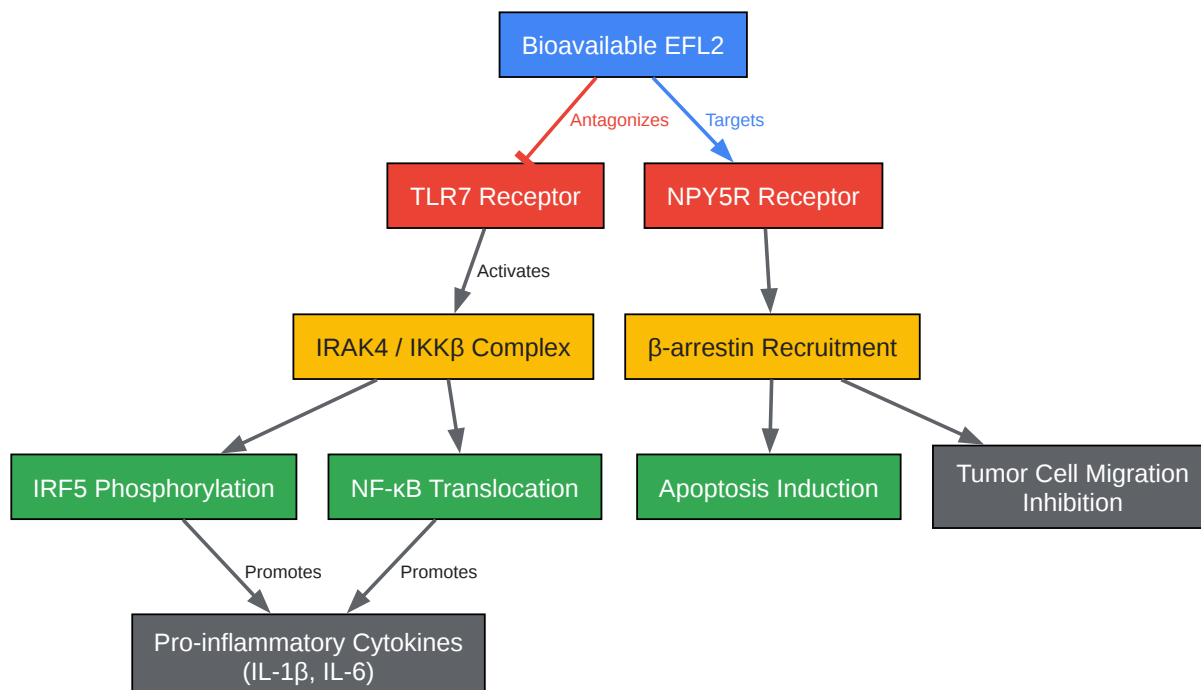 Bioavailable EFL2
Antagonizes
Targets
TLR7 Receptor
NPY5R Receptor
Activates
IRAK4 / IKKβ Complex
β-arrestin Recruitment
IRF5 Phosphorylation
NF-κB Translocation
Apoptosis Induction
Tumor Cell Migration
Inhibition
Promotes
Promotes
Pro-inflammatory Cytokines
(IL-1β, IL-6)